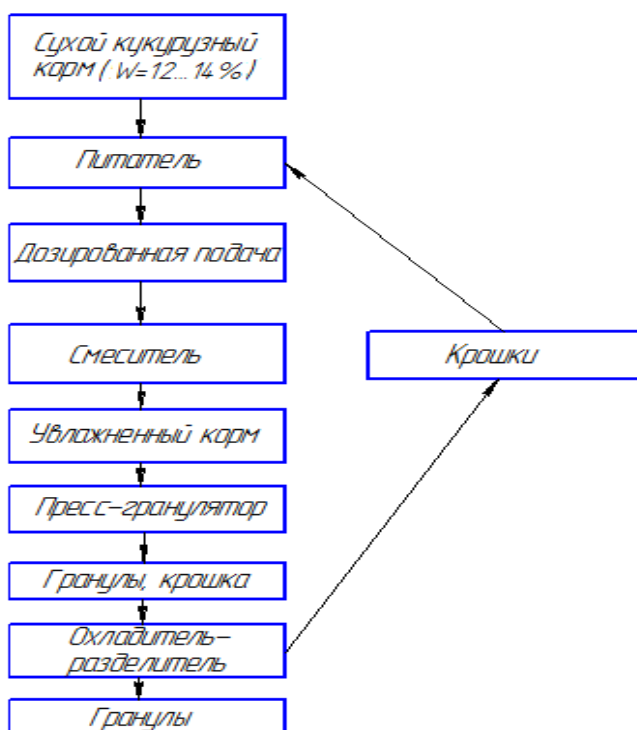 Сухой кукурузный
корм ( W=12...14% )
Питатель
Дозированная подача
Смеситель
Крошки
Увлажненный корм
Пресс-гранулятор
Гранулы, крошка
Охладитель-
разделитель
Гранулы